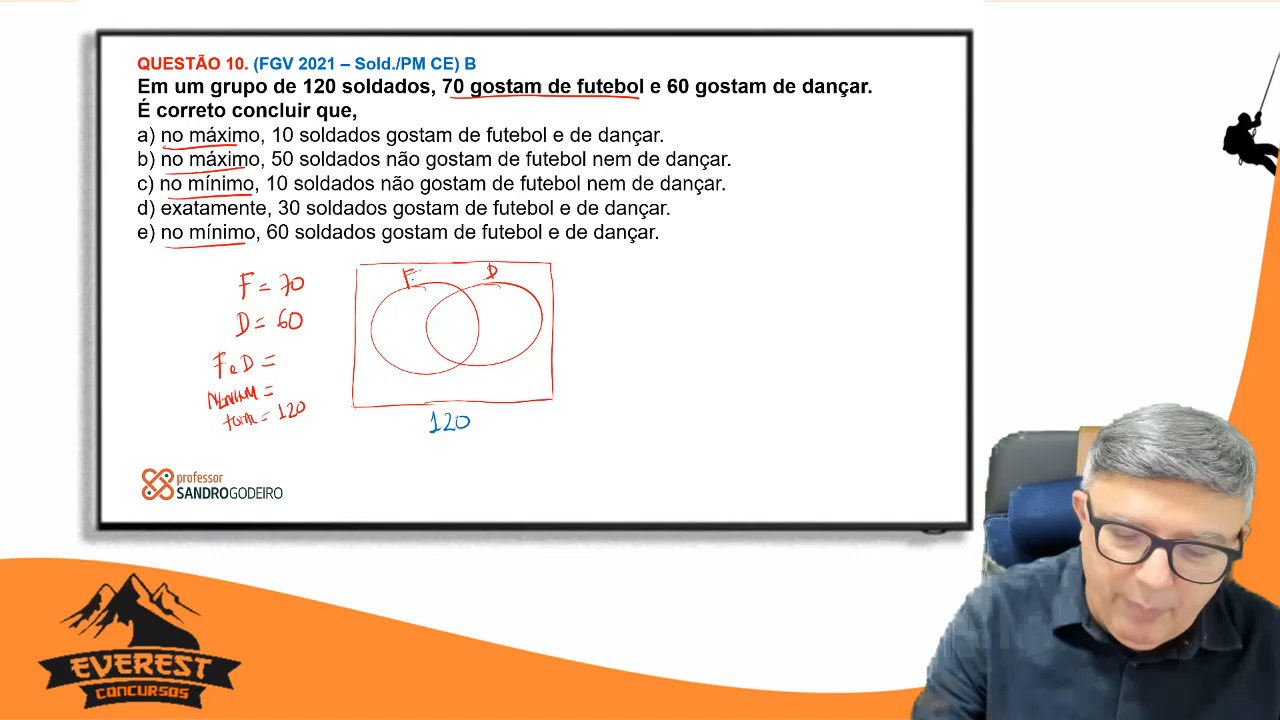 QUESTÃO 10. (FGV 2021 – Sold./PM CE) B
Em um grupo de 120 soldados, 70 gostam de futebol e 60 gostam de dançar.
É correto concluir que,
a) no máximo, 10 soldados gostam de futebol e de dançar.
b) no máximo, 50 soldados não gostam de futebol nem de dançar.
c) no mínimo, 10 soldados não gostam de futebol nem de dançar.
d) exatamente, 30 soldados gostam de futebol e de dançar.
e) no mínimo, 60 soldados gostam de futebol e de dançar.
F = 70
D = 60
F e D =
= 120
F D
120
professor
SANDROGODEIRO
EVEREST
CONCURSOS